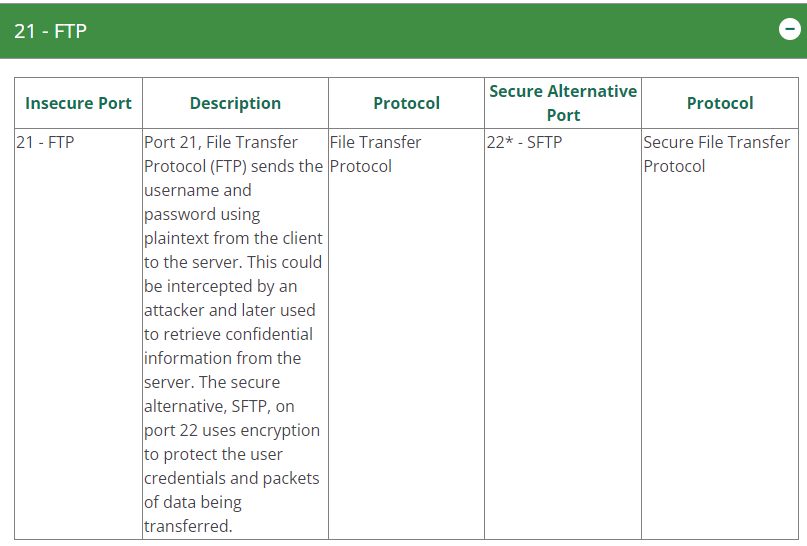 21 - FTP
Insecure Port
Description
Protocol
Secure Alternative
Port
Protocol
21 - FTP
Port 21, File Transfer
Protocol (FTP) sends the
username and
password using
plaintext from the client
to the server. This could
be intercepted by an
attacker and later used
to retrieve confidential
information from the
server. The secure
alternative, SFTP, on
port 22 uses encryption
to protect the user
credentials and packets
of data being
transferred.
File Transfer
Protocol
22* - SFTP
Secure File Transfer
Protocol